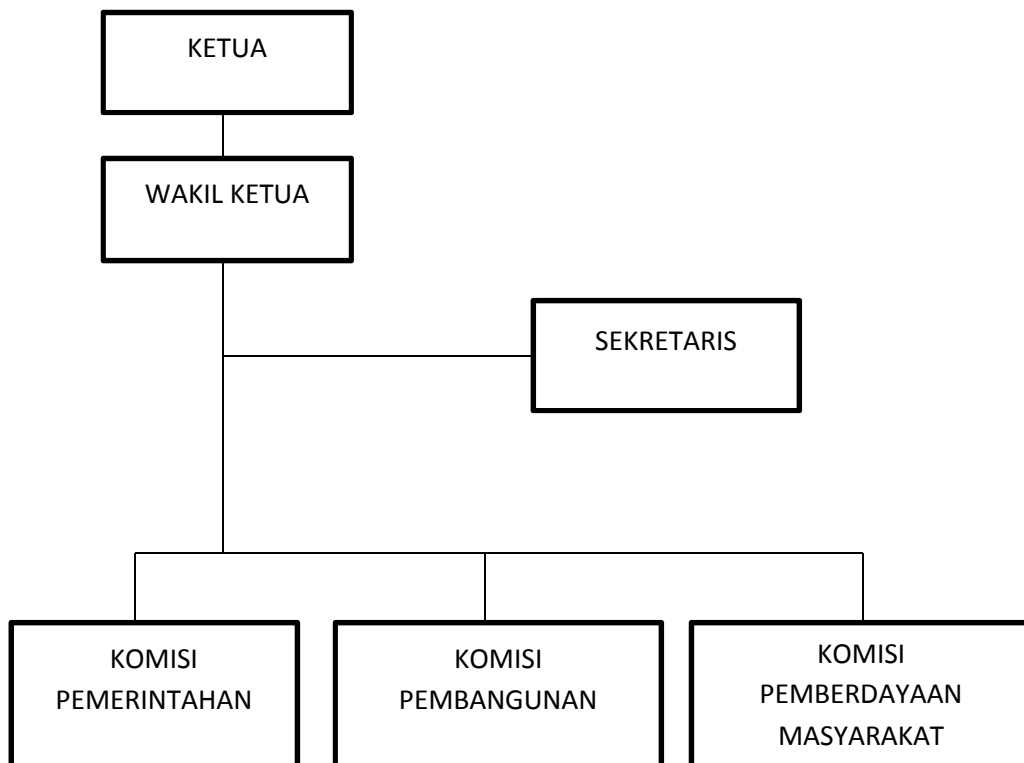 KETUA
WAKIL KETUA
SEKRETARIS
KOMISI
PEMERINTAHAN
KOMISI
PEMBANGUNAN
KOMISI
PEMBERDAYAAN
MASYARAKAT